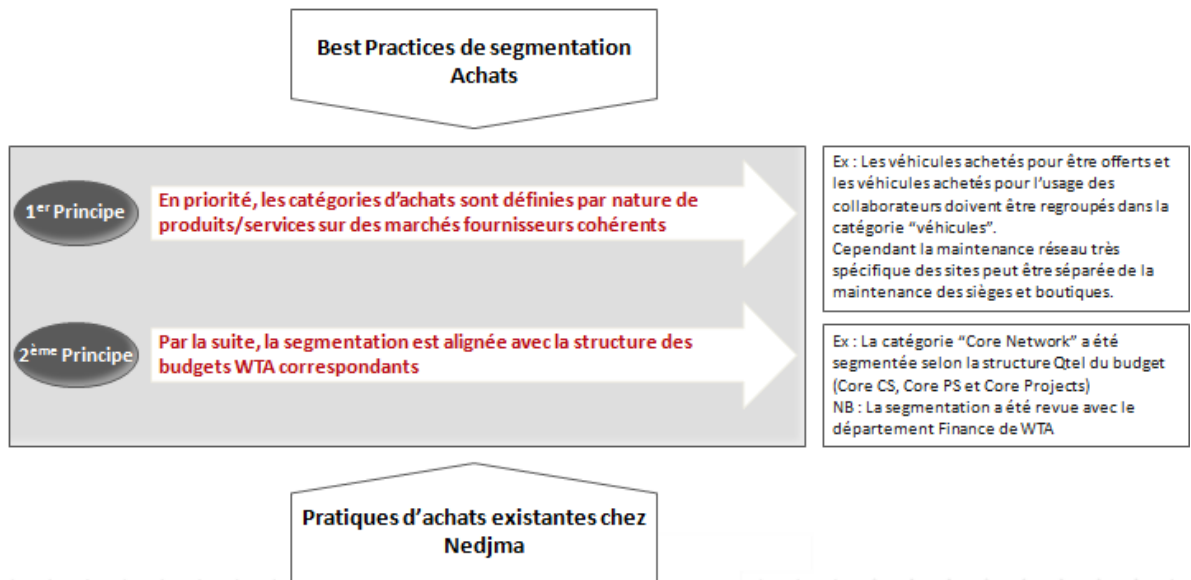 Best Practices de segmentation
Achats
1er Principe
En priorité, les catégories d'achats sont définies par nature de
produits/services sur des marchés fournisseurs cohérents
Ex : Les véhicules achetés pour être offerts et
les véhicules achetés pour l'usage des
collaborateurs doivent être regroupés dans la
catégorie "véhicules".
Cependant la maintenance réseau très
spécifique des sites peut être séparée de la
maintenance des sièges et boutiques.
2ème Principe
Par la suite, la segmentation est alignée avec la structure des
budgets WTA correspondants
Ex : La catégorie "Core Network" a été
segmentée selon la structure Qtel du budget
(Core CS, Core PS et Core Projects)
NB : La segmentation a été revue avec le
département Finance de WTA
Pratiques d'achats existantes chez
Nedjma